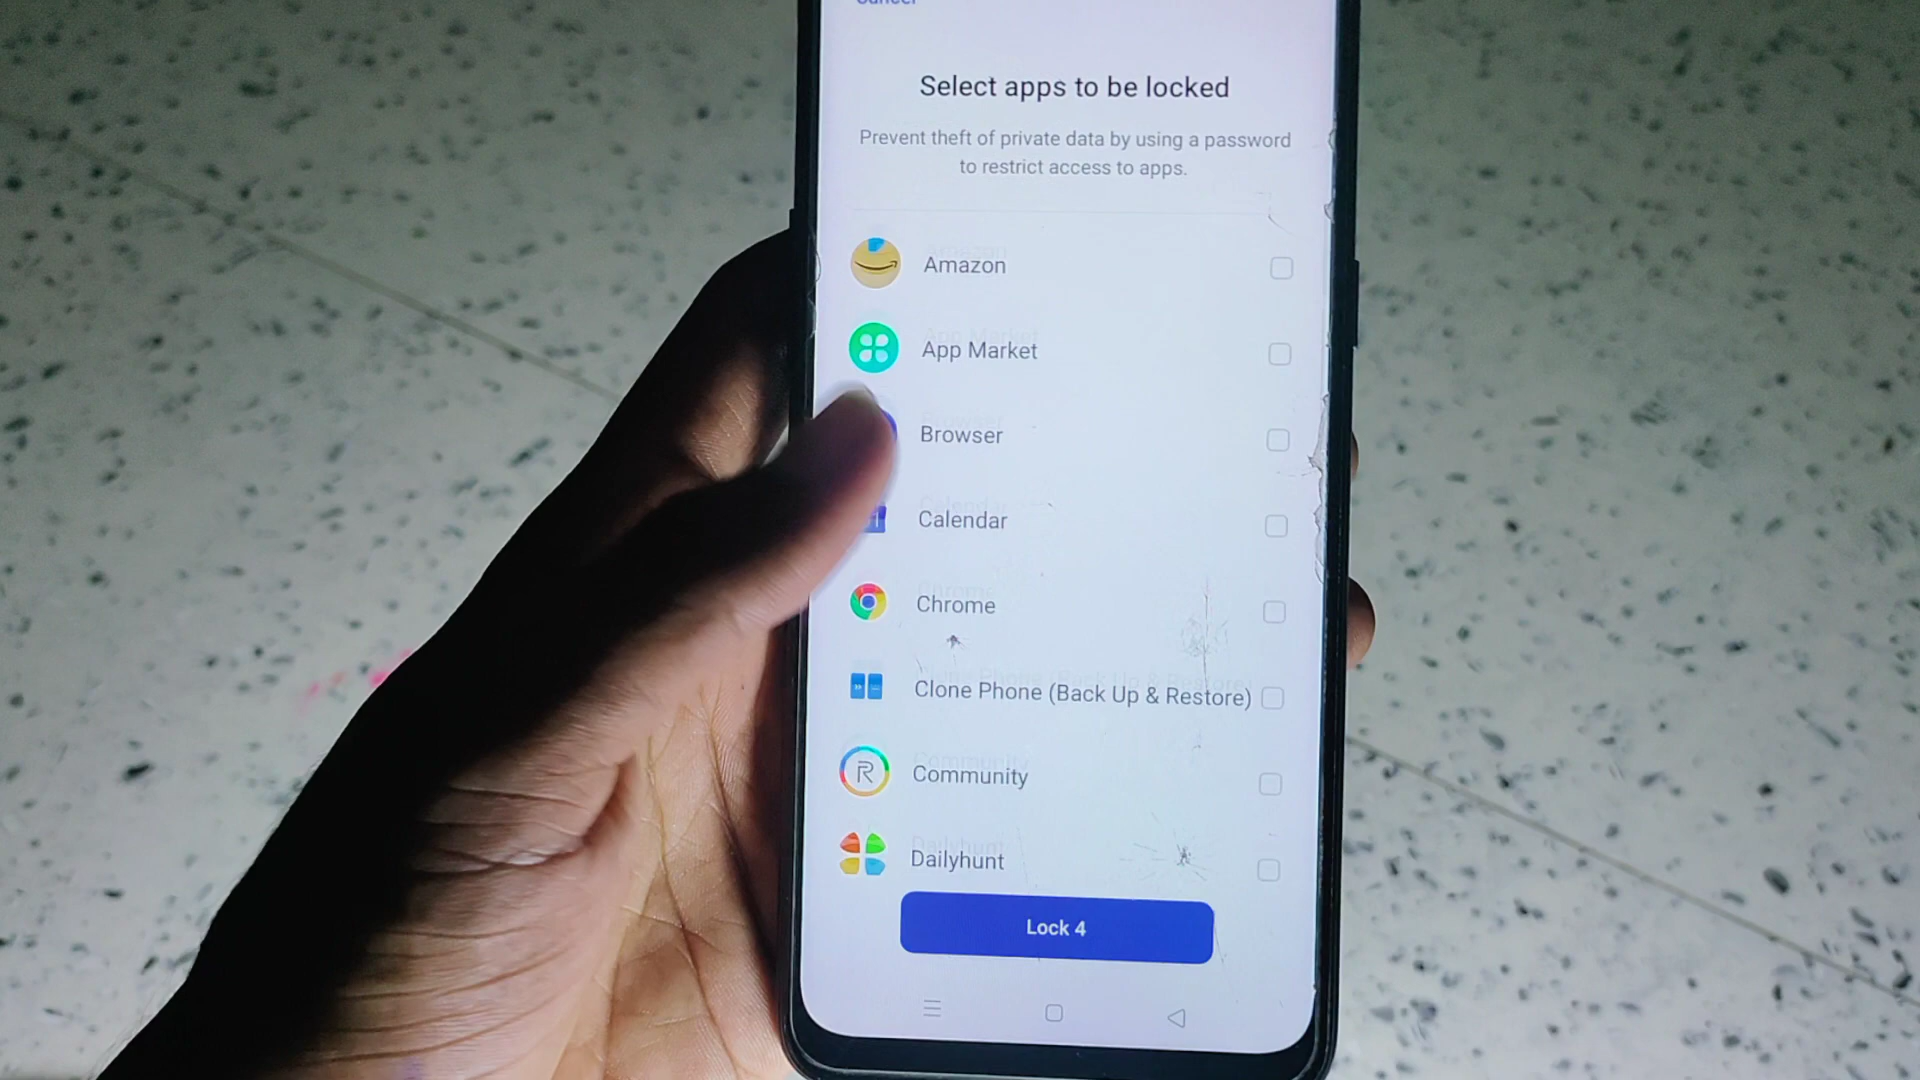 Cancel
Select apps to be locked
Prevent theft of private data by using a password
to restrict access to apps.
Amazon
App Market
Browser
Calendar
Chrome
Clone Phone (Back Up & Restore)
Community
Dailyhunt
Lock 4